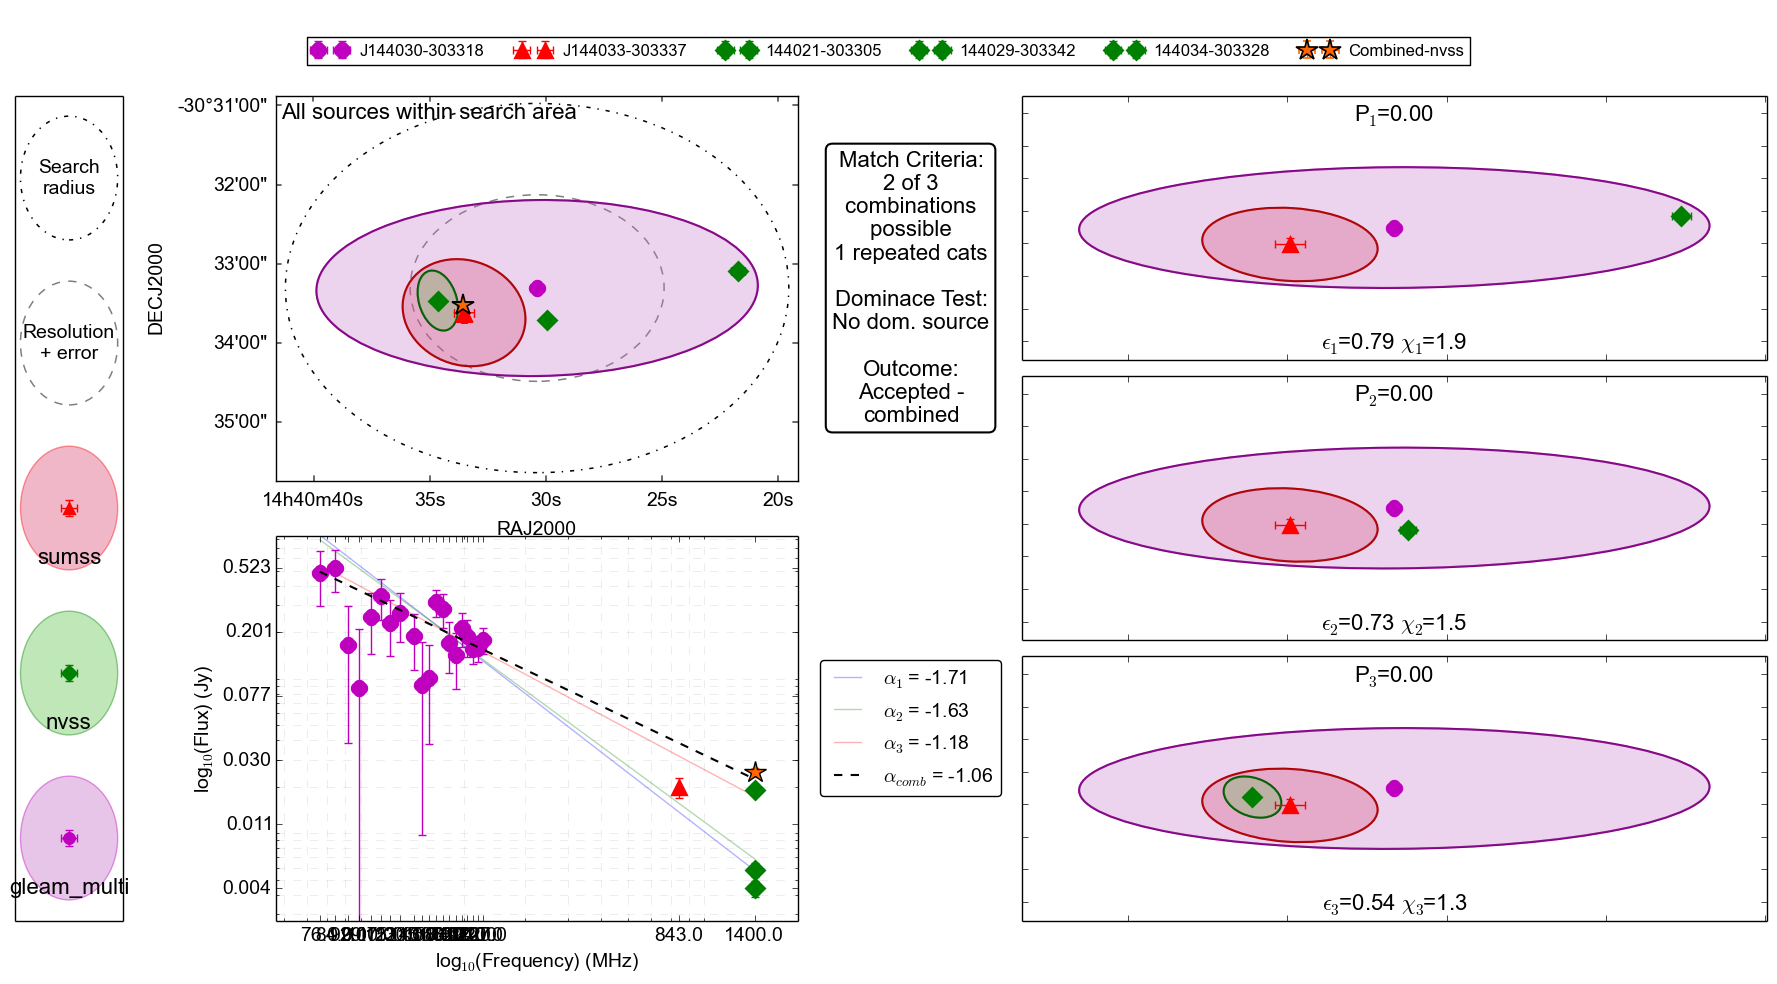 J144030-303318 J144033-303337 144021-303305 144029-303342 144034-303328 Combined-nvss
Search
radius
Resolution
+ error
sumss
nvss
gleam_multi
All sources within search area
-30°31'00"
32'00"
33'00"
34'00"
35'00"
DECJ2000
14h40m40s 35s 30s 25s 20s
RAJ2000
Match Criteria:
2 of 3
combinations
possible
1 repeated cats
Dominace Test:
No dom. source
Outcome:
Accepted -
combined
0.523
0.201
0.077
0.030
0.011
0.004
log10(Flux) (Jy)
843.0 1400.0
log10(Frequency) (MHz)
α1 = -1.71
α2 = -1.63
α3 = -1.18
αcomb = -1.06
P1=0.00
ϵ1=0.79 χ1=1.9
P2=0.00
ϵ2=0.73 χ2=1.5
P3=0.00
ϵ3=0.54 χ3=1.3